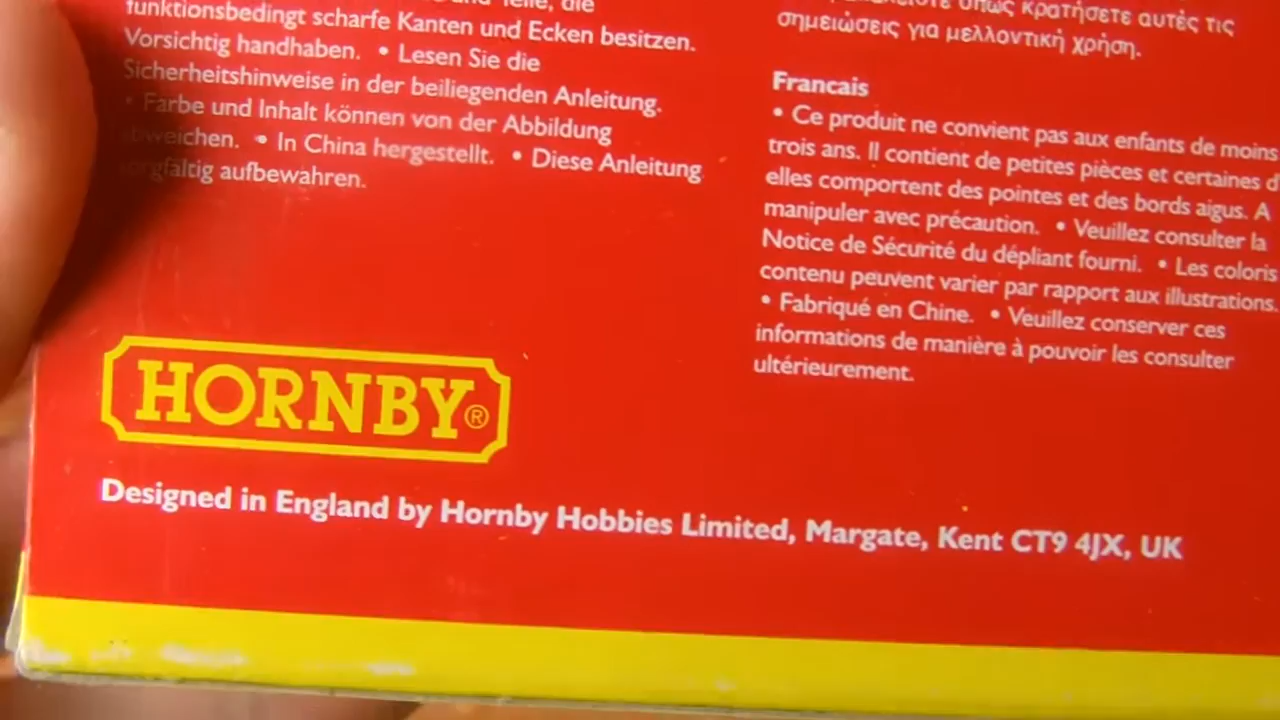 funktionsbedingt scharfe Kanten und Ecken besitzen.
Vorsichtig handhaben. • Lesen Sie die
Sicherheitshinweise in der beiliegenden Anleitung.
• Farbe und Inhalt können von der Abbildung
abweichen. • In China hergestellt. • Diese Anleitung
sorgfältig aufbewahren.
κρατήσετε αυτές τις
σημειώσεις για μελλοντική χρήση.
Francais
• Ce produit ne convient pas aux enfants de moins
trois ans. Il contient de petites pièces et certaines d
elles comportent des pointes et des bords aigus. A
manipuler avec précaution. • Veuillez consulter la
Notice de Sécurité du dépliant fourni. • Les coloris
contenu peuvent varier par rapport aux illustrations.
• Fabriqué en Chine. • Veuillez conserver ces
informations de manière à pouvoir les consulter
ultérieurement.
HORNBY®
Designed in England by Hornby Hobbies Limited, Margate, Kent CT9 4JX, UK